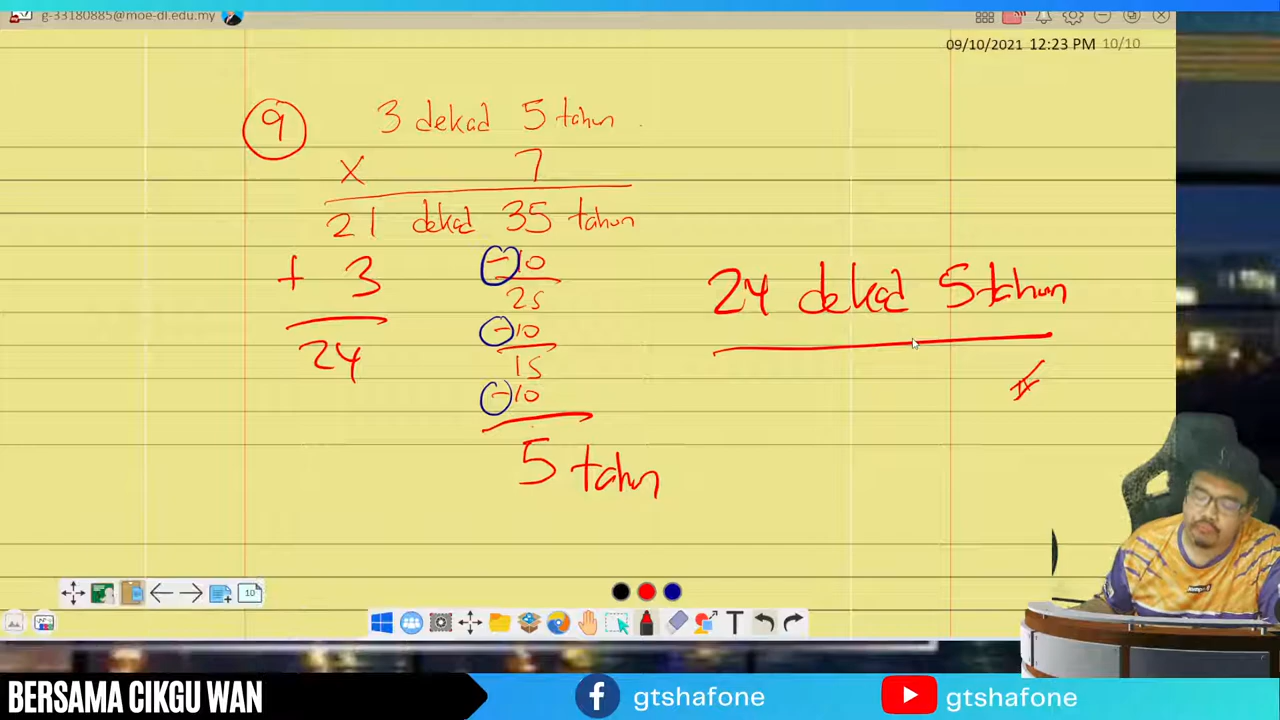 g-33180885@moe-dl.edu.my
09/10/2021 12:23 PM 10/10
9
3 dekad 5 tahun
x 7
21 dekad 35 tahun
+ 3
24
-10
25
-10
15
-10
5 tahun
24 dekad 5 tahun
10
T
BERSAMA CIKGU WAN
gtshafone
gtshafone